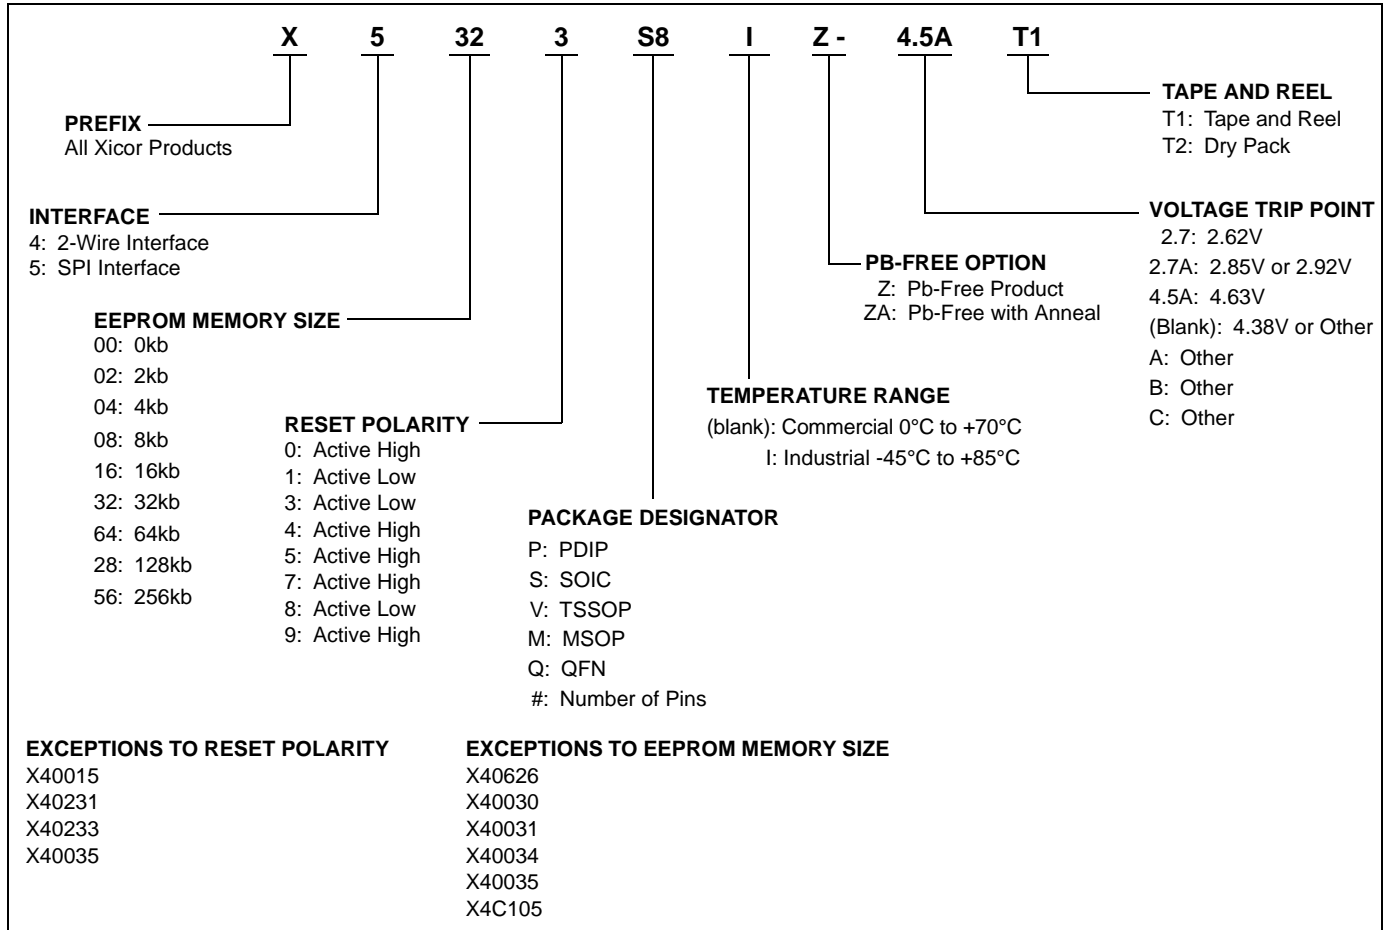 X 5 32 3 S8 I Z - 4.5A T1
PREFIX
All Xicor Products
INTERFACE
4: 2-Wire Interface
5: SPI Interface
EEPROM MEMORY SIZE
00: 0kb
02: 2kb
04: 4kb
08: 8kb
16: 16kb
32: 32kb
64: 64kb
28: 128kb
56: 256kb
RESET POLARITY
0: Active High
1: Active Low
3: Active Low
4: Active High
5: Active High
7: Active High
8: Active Low
9: Active High
PACKAGE DESIGNATOR
P: PDIP
S: SOIC
V: TSSOP
M: MSOP
Q: QFN
#: Number of Pins
TEMPERATURE RANGE
(blank): Commercial 0°C to +70°C
I: Industrial -45°C to +85°C
PB-FREE OPTION
Z: Pb-Free Product
ZA: Pb-Free with Anneal
VOLTAGE TRIP POINT
2.7: 2.62V
2.7A: 2.85V or 2.92V
4.5A: 4.63V
(Blank): 4.38V or Other
A: Other
B: Other
C: Other
TAPE AND REEL
T1: Tape and Reel
T2: Dry Pack
EXCEPTIONS TO RESET POLARITY
X40015
X40231
X40233
X40035
EXCEPTIONS TO EEPROM MEMORY SIZE
X40626
X40030
X40031
X40034
X40035
X4C105